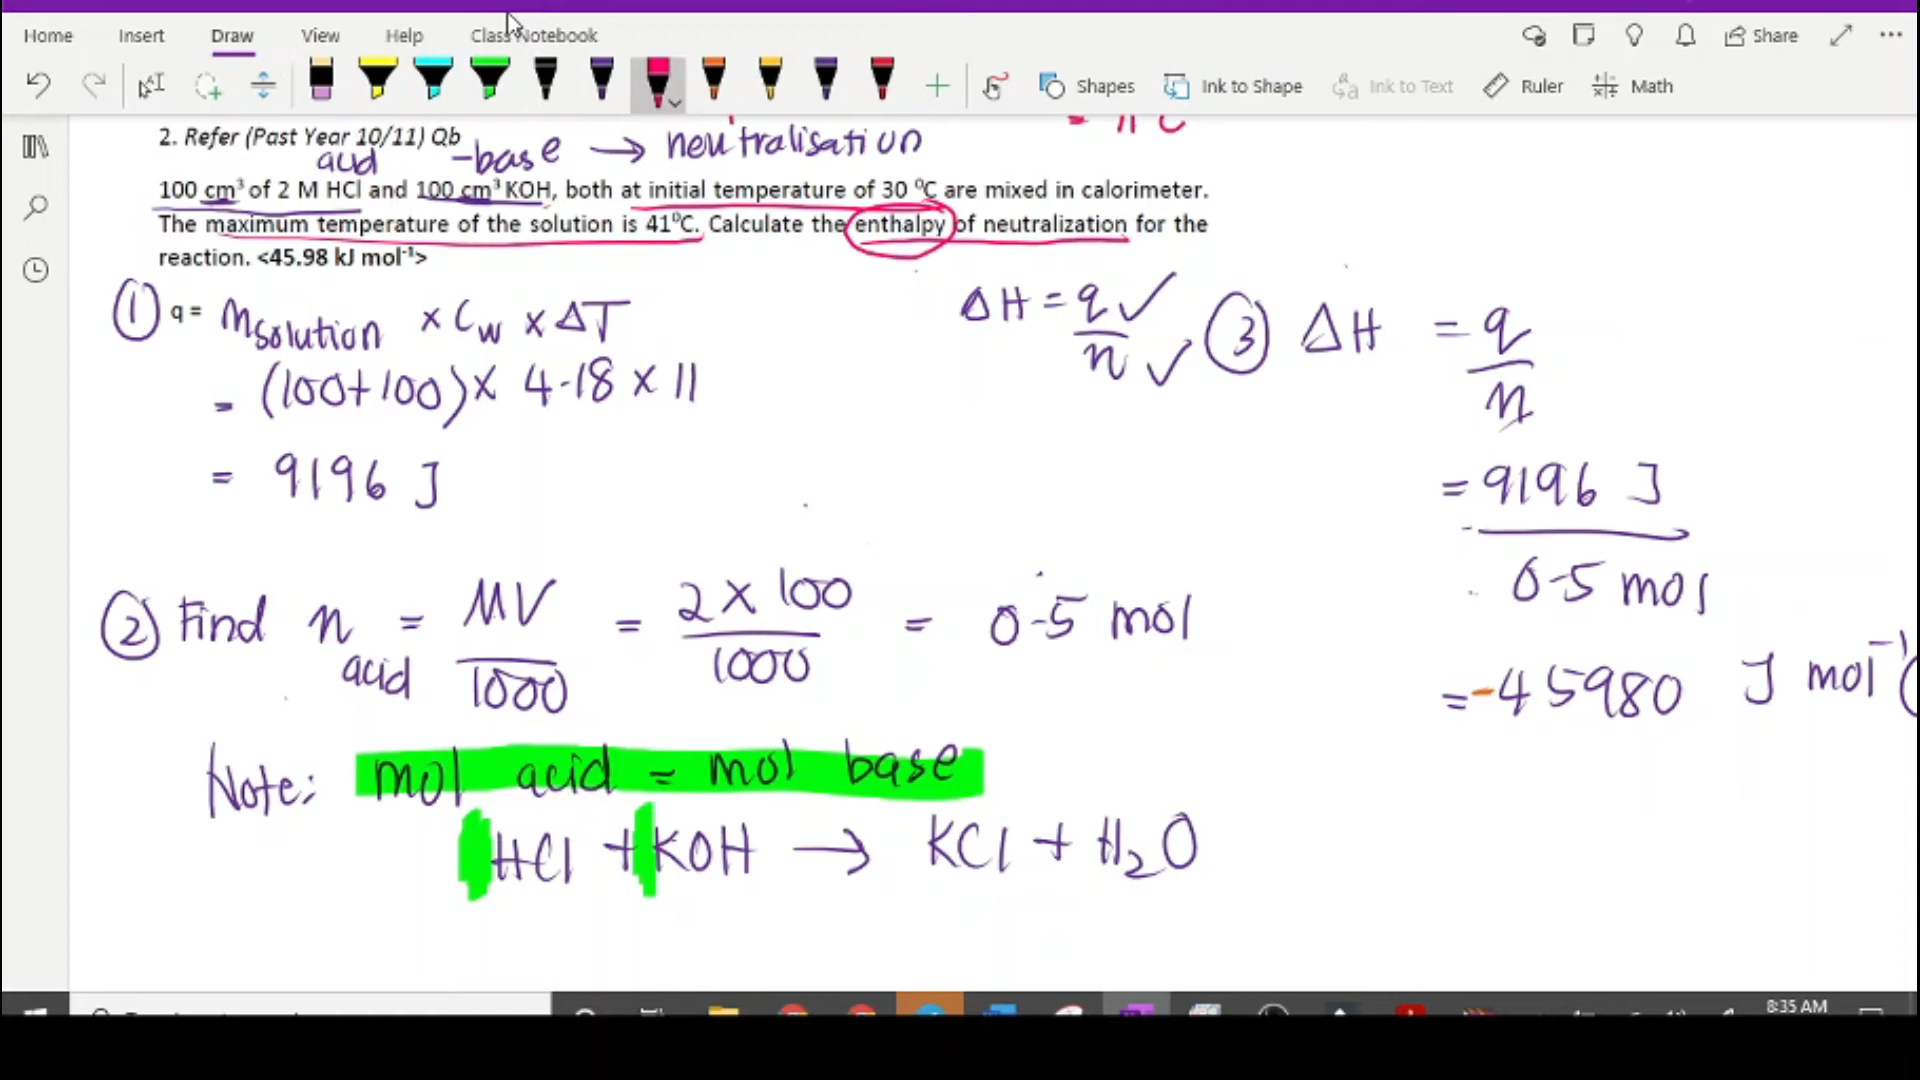 Home Insert Draw View Help Class Notebook Share
Shapes Ink to Shape Ink to Text Ruler Math
2. Refer (Past Year 10/11) Qb
acid -base → neutralisation
= 11°C
100 cm³ of 2 M HCl and 100 cm³ KOH, both at initial temperature of 30 ⁰C are mixed in calorimeter.
The maximum temperature of the solution is 41⁰C. Calculate the enthalpy of neutralization for the
reaction. <45.98 kJ mol⁻¹>
① q = m solution × Cw × ΔT
= (100+100) × 4.18 × 11
= 9196 J
ΔH = q ✓
n ✓
③ ΔH = q
n
= 9196 J
0.5 mol
= -45980 J mol⁻¹
② Find n acid = MV = 2 × 100 = 0.5 mol
1000 1000
Note: mol acid = mol base
HCl + KOH → KCl + H₂O
8:35 AM